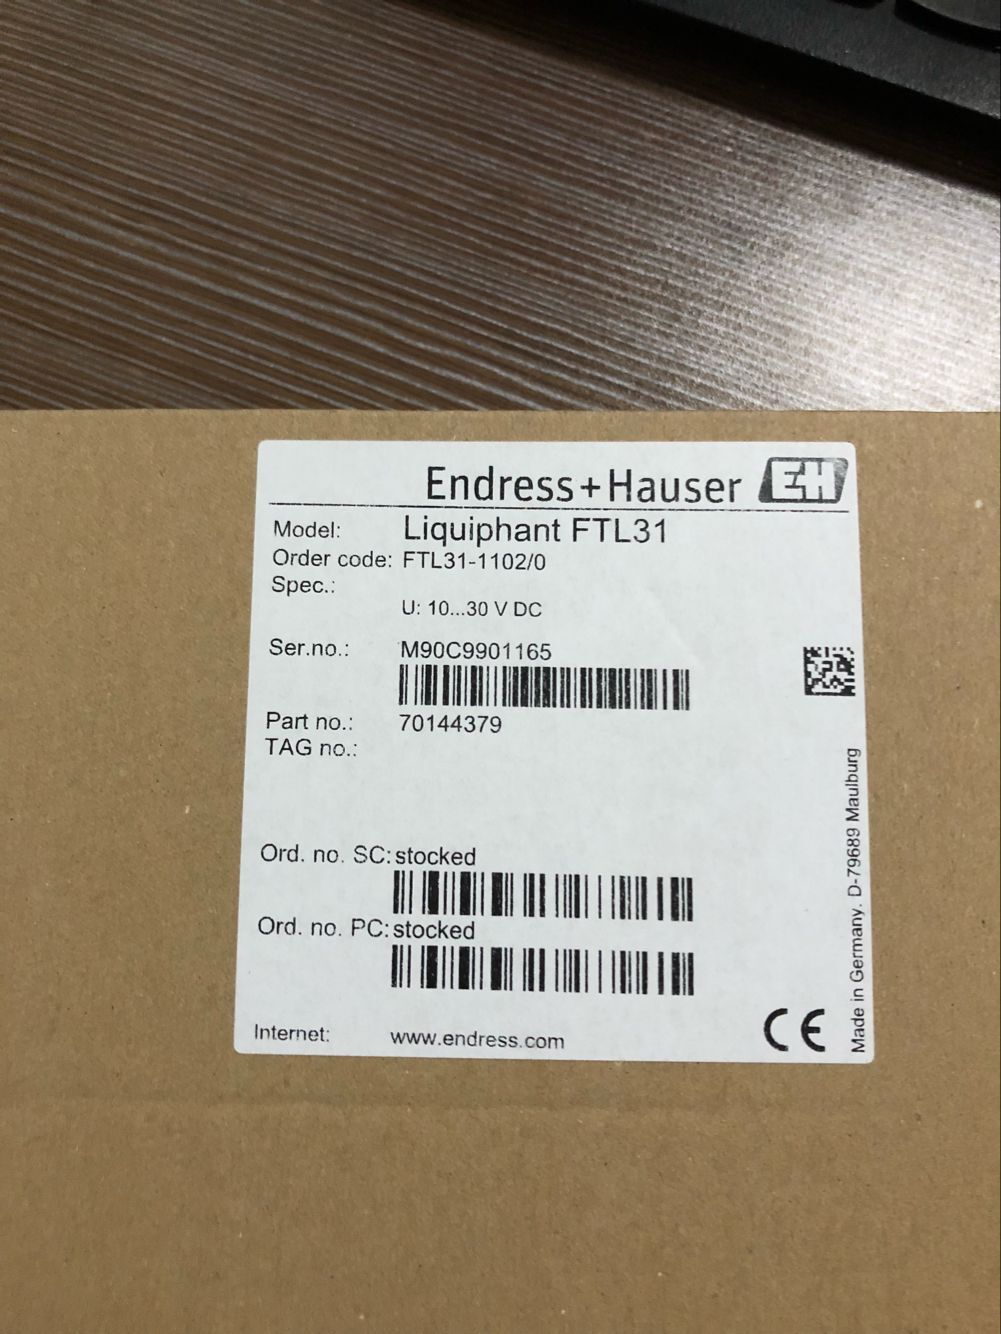 Endress+Hauser EH
Model: Liquiphant FTL31
Order code: FTL31-1102/0
Spec.:
U: 10...30 V DC
Ser.no.: M90C9901165
Part no.: 70144379
TAG no.:
Ord. no. SC: stocked
Ord. no. PC: stocked
Internet: www.endress.com
CE
Made in Germany. D-79689 Maulburg